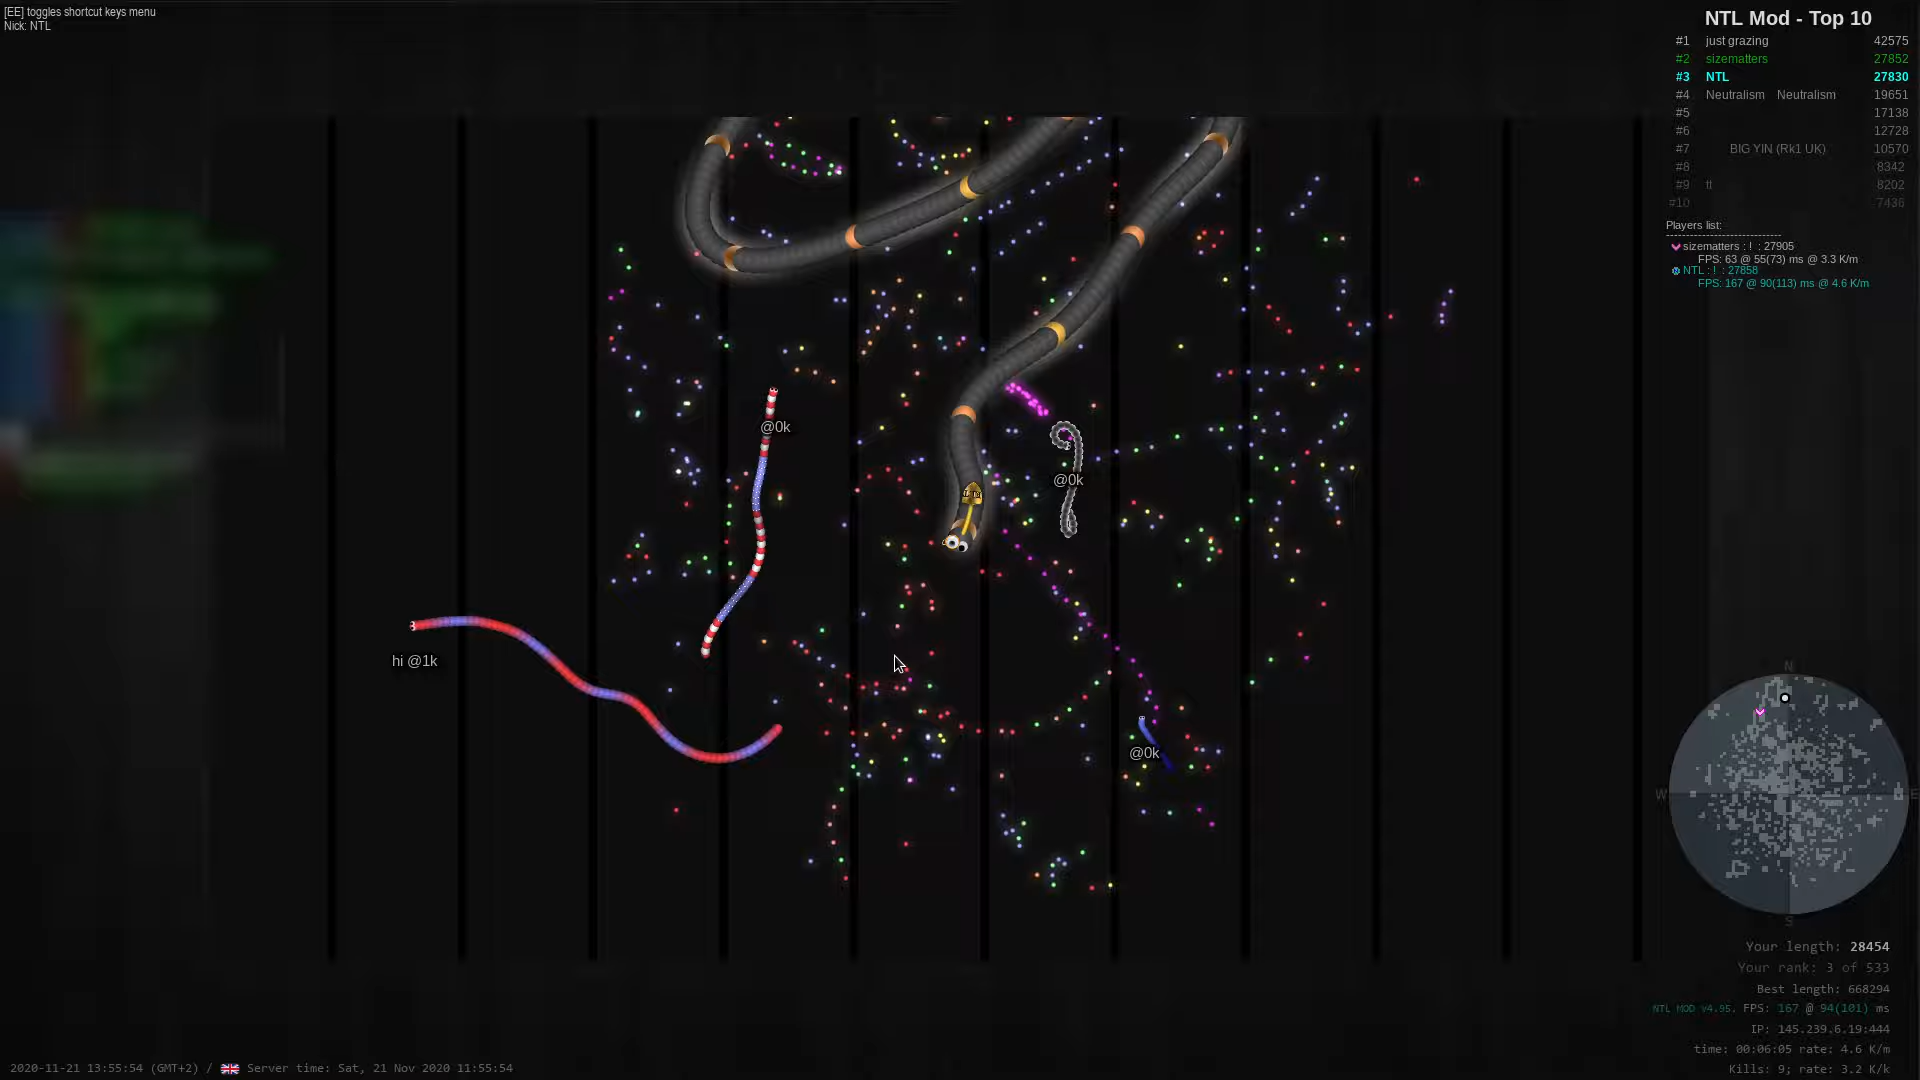 [EE] toggles shortcut keys menu
Nick: NTL
NTL Mod - Top 10
#1 just grazing 42575
#2 sizematters 27852
#3 NTL 27830
#4 Neutralism Neutralism 19651
#5 17138
#6 12728
#7 BIG YIN (Rk1 UK) 10570
#8 8342
#9 tt 8202
#10 7436
Players list:
------------------------------
sizematters : ! : 27905
FPS: 63 @ 55(73) ms @ 3.3 K/m
NTL : ! : 27858
FPS: 167 @ 90(113) ms @ 4.6 K/m
@0k
@0k
hi @1k
@0k
N
W
E
S
Your length: 28454
Your rank: 3 of 533
Best length: 668294
NTL MOD v4.95. FPS: 167 @ 94(101) ms
IP: 145.239.6.19:444
time: 00:06:05 rate: 4.6 K/m
Kills: 9; rate: 3.2 K/k
2020-11-21 13:55:54 (GMT+2) / Server time: Sat, 21 Nov 2020 11:55:54